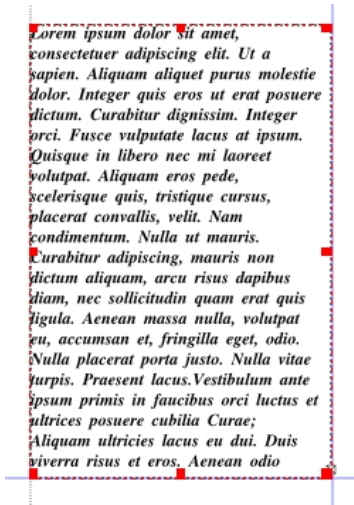 Lorem ipsum dolor sit amet,
consectetuer adipiscing elit. Ut a
sapien. Aliquam aliquet purus molestie
dolor. Integer quis eros ut erat posuere
dictum. Curabitur dignissim. Integer
orci. Fusce vulputate lacus at ipsum.
Quisque in libero nec mi laoreet
volutpat. Aliquam eros pede,
scelerisque quis, tristique cursus,
placerat convallis, velit. Nam
condimentum. Nulla ut mauris.
Curabitur adipiscing, mauris non
dictum aliquam, arcu risus dapibus
diam, nec sollicitudin quam erat quis
ligula. Aenean massa nulla, volutpat
eu, accumsan et, fringilla eget, odio.
Nulla placerat porta justo. Nulla vitae
turpis. Praesent lacus.Vestibulum ante
ipsum primis in faucibus orci luctus et
ultrices posuere cubilia Curae;
Aliquam ultricies lacus eu dui. Duis
viverra risus et eros. Aenean odio